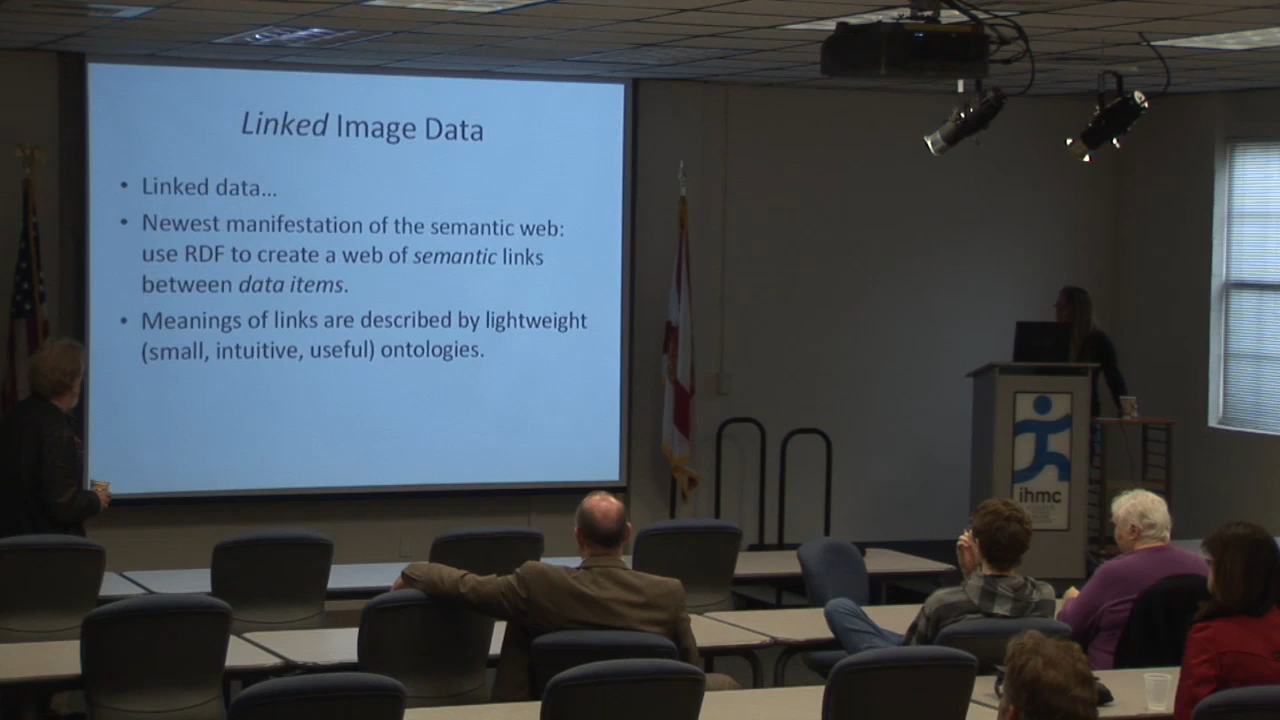 Linked Image Data
• Linked data...
• Newest manifestation of the semantic web:
use RDF to create a web of semantic links
between data items.
• Meanings of links are described by lightweight
(small, intuitive, useful) ontologies.
ihmc